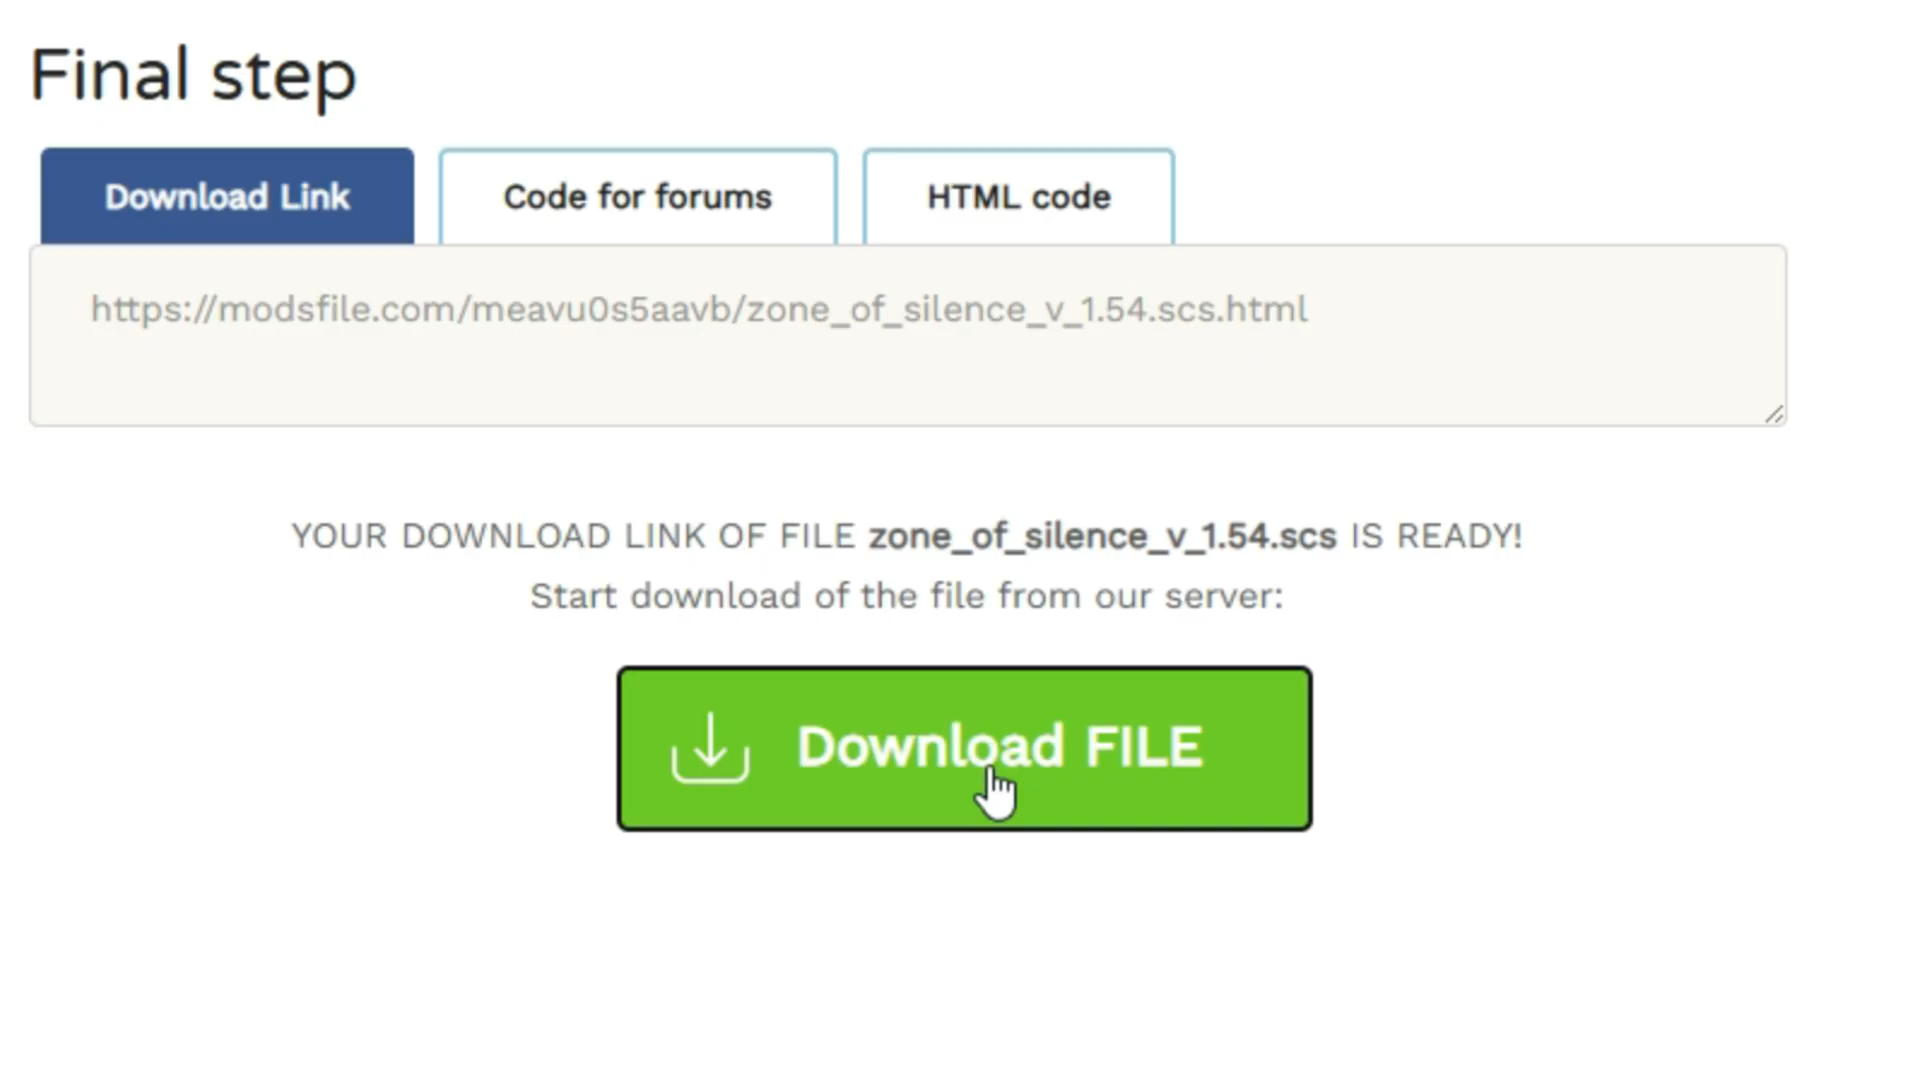 Final step
Download Link
Code for forums
HTML code
https://modsfile.com/meavu0s5aavb/zone_of_silence_v_1.54.scs.html
YOUR DOWNLOAD LINK OF FILE zone_of_silence_v_1.54.scs IS READY!
Start download of the file from our server:
Download FILE